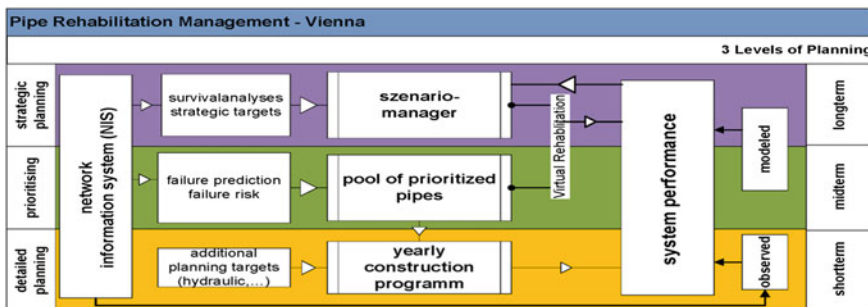 Pipe Rehabilitation Management - Vienna
3 Levels of Planning
strategic
planning
prioritising
detailed
planning
network
information system (NIS)
survivalanalyses
strategic targets
szenario-
manager
failure prediction
failure risk
pool of prioritized
pipes
additional
planning targets
(hydraulic,...)
yearly
construction
programm
Virtual Rehabilitation
system performance
modeled
observed
longterm
midterm
shortterm